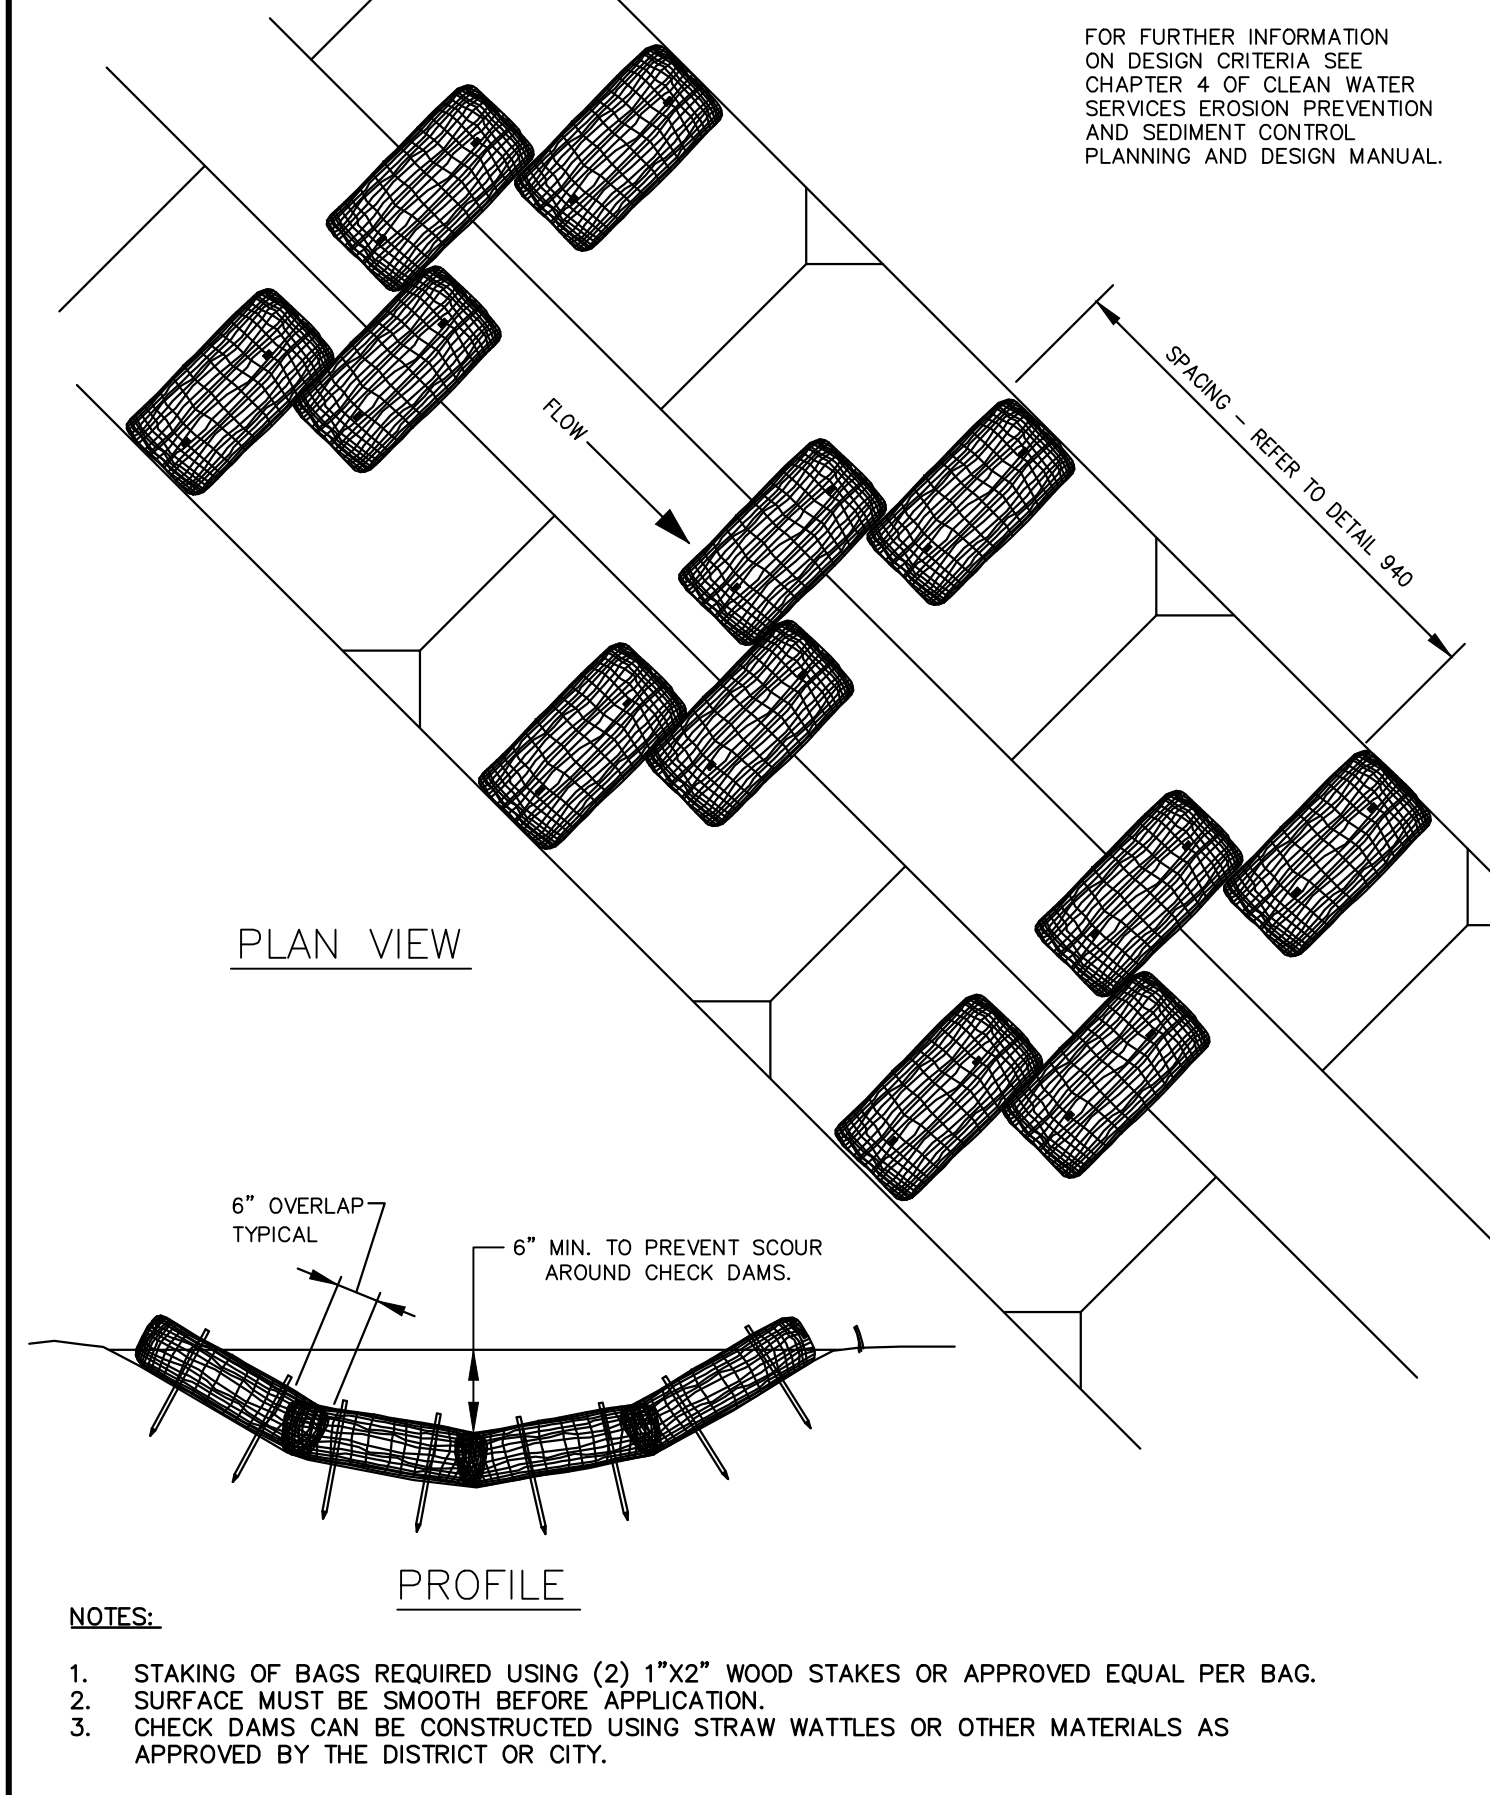 FOR FURTHER INFORMATION
ON DESIGN CRITERIA SEE
CHAPTER 4 OF CLEAN WATER
SERVICES EROSION PREVENTION
AND SEDIMENT CONTROL
PLANNING AND DESIGN MANUAL.
SPACING - REFER TO DETAIL 940
FLOW
PLAN VIEW
6" OVERLAP
TYPICAL
6" MIN. TO PREVENT SCOUR
AROUND CHECK DAMS.
PROFILE
NOTES:
1. STAKING OF BAGS REQUIRED USING (2) 1"X2" WOOD STAKES OR APPROVED EQUAL PER BAG.
2. SURFACE MUST BE SMOOTH BEFORE APPLICATION.
3. CHECK DAMS CAN BE CONSTRUCTED USING STRAW WATTLES OR OTHER MATERIALS AS
APPROVED BY THE DISTRICT OR CITY.